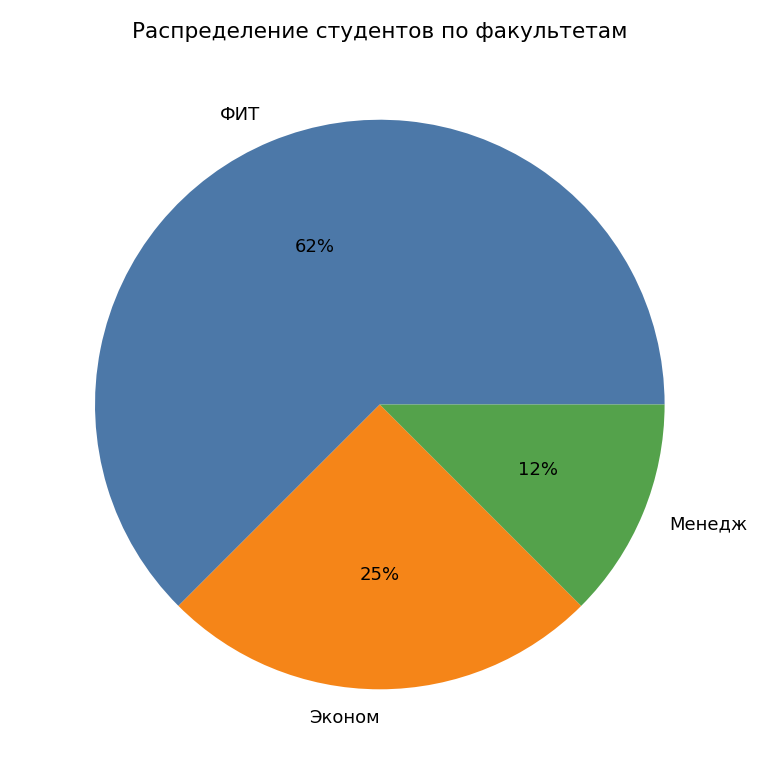 Распределение студентов по факультетам
ФИТ
62%
12%
Менедж
25%
Эконом